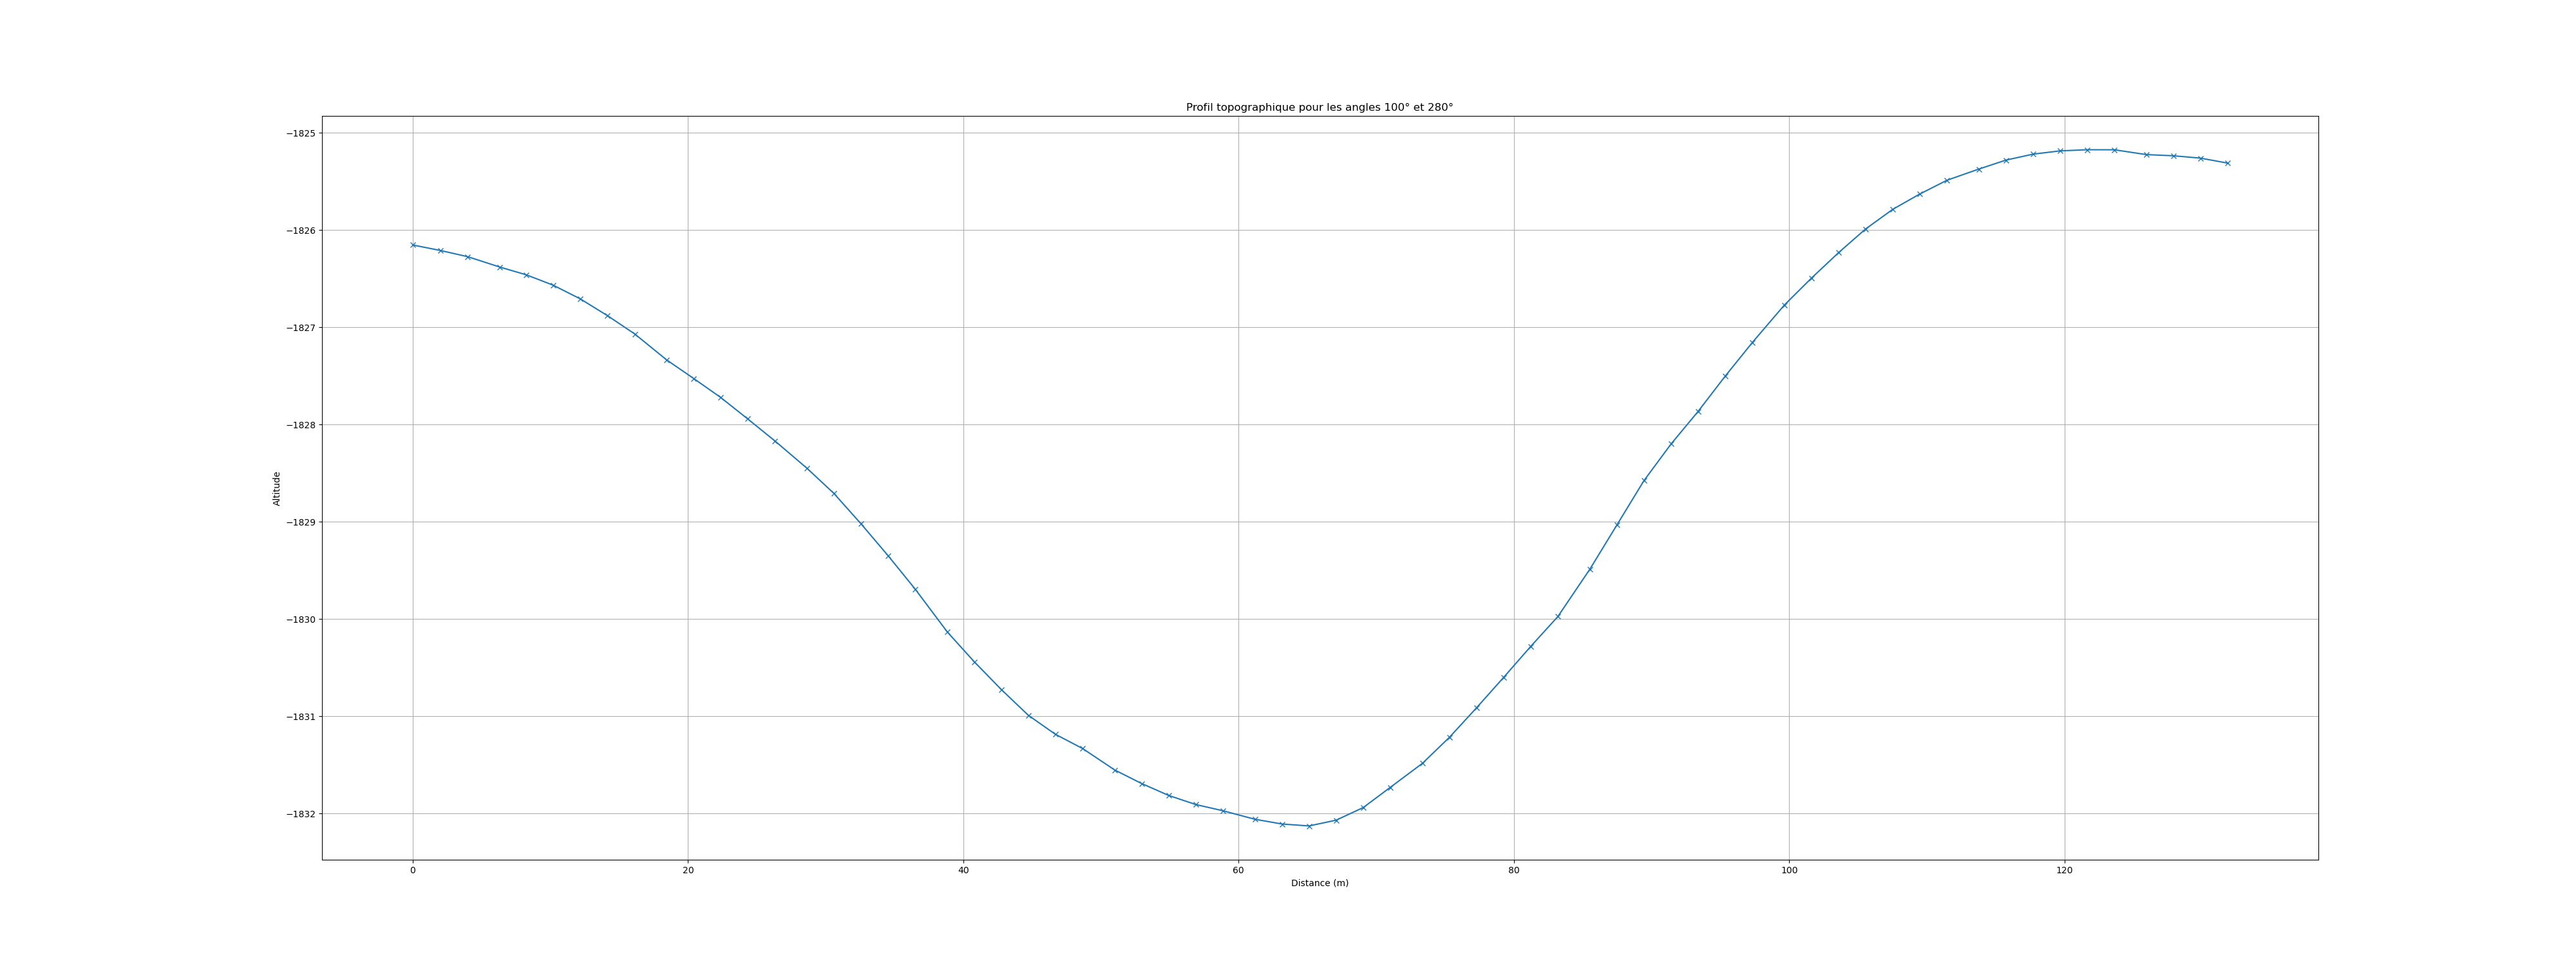 Profil topographique pour les angles 100° et 280°
−1825
−1826
−1827
−1828
−1829
−1830
−1831
−1832
Altitude
0 20 40 60 80 100 120
Distance (m)